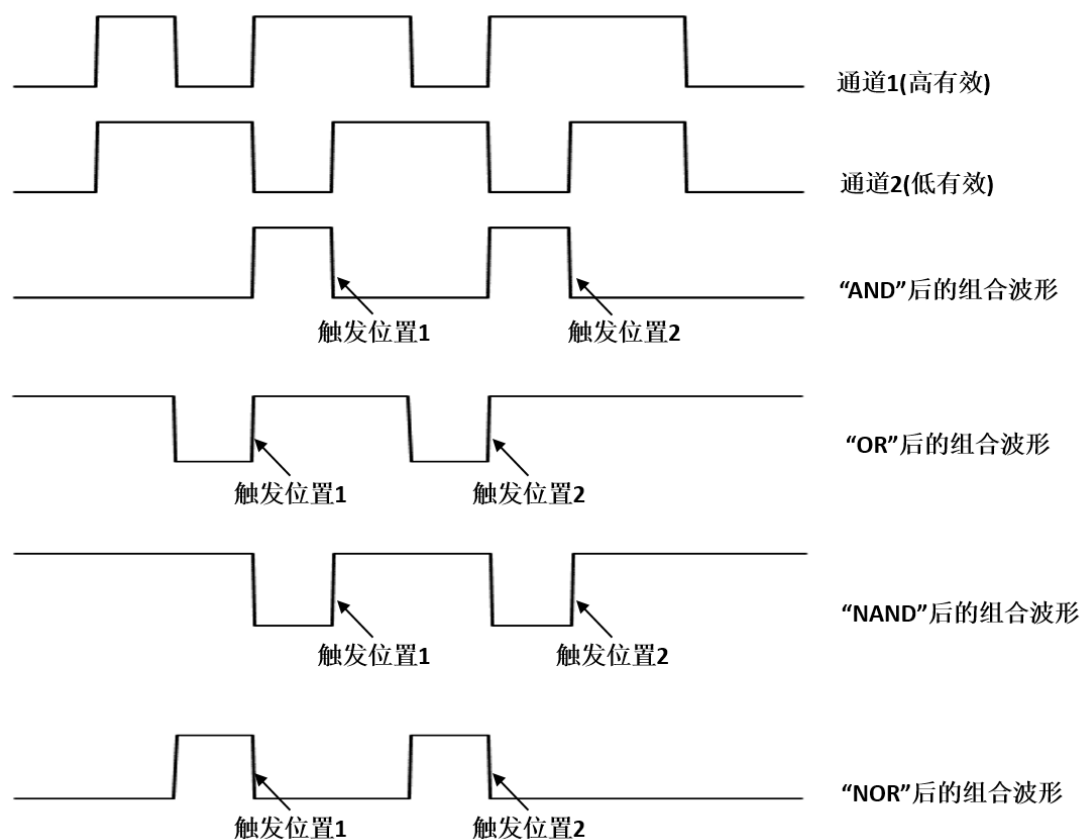 通道1(高有效)
通道2(低有效)
“AND”后的组合波形
触发位置1
触发位置2
“OR”后的组合波形
触发位置1
触发位置2
“NAND”后的组合波形
触发位置1
触发位置2
“NOR”后的组合波形
触发位置1
触发位置2